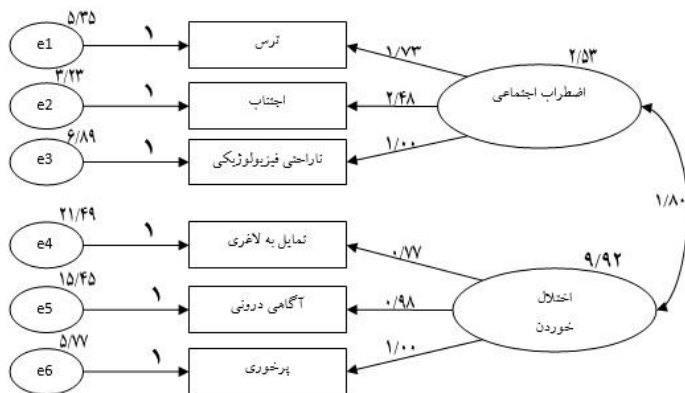 ۵/۳۵
e1
۱
ترس
۱/۷۳
۲/۵۳
اضطراب اجتماعی
۳/۲۳
e2
۱
اجتناب
۲/۴۸
۶/۸۹
e3
۱
ناراحتی فیزیولوژیکی
۱/۰۰
۱/۸۰
۲۱/۴۹
e4
۱
تمایل به لاغری
۰/۷۷
۹/۹۲
اختلال
خوردن
۱۵/۴۵
e5
۱
آگاهی درونی
۰/۹۸
۵/۷۷
e6
۱
پرخوری
۱/۰۰